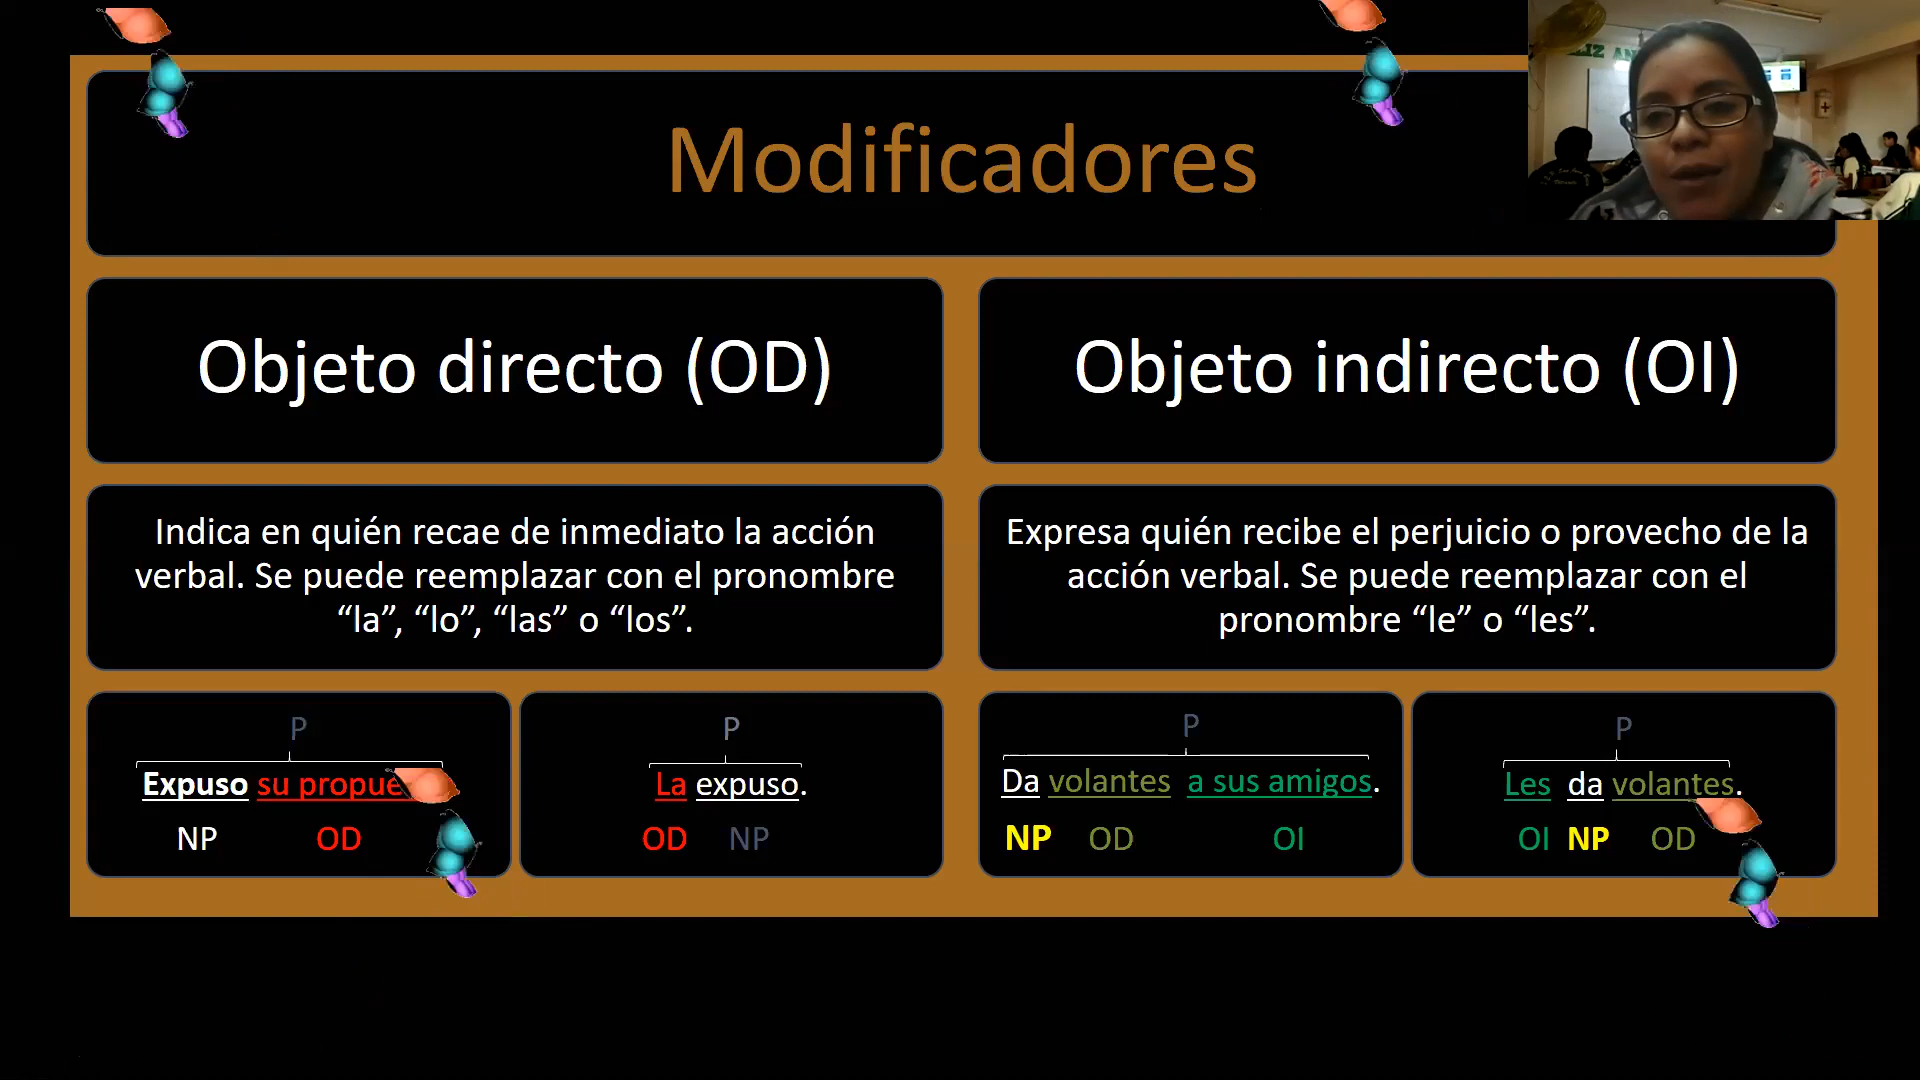 Modificadores
Objeto directo (OD)
Objeto indirecto (OI)
Indica en quién recae de inmediato la acción
verbal. Se puede reemplazar con el pronombre
“la”, “lo”, “las” o “los”.
Expresa quién recibe el perjuicio o provecho de la
acción verbal. Se puede reemplazar con el
pronombre “le” o “les”.
P
Expuso su propue
NP OD
P
La expuso.
OD NP
P
Da volantes a sus amigos.
NP OD OI
P
Les da volantes.
OI NP OD